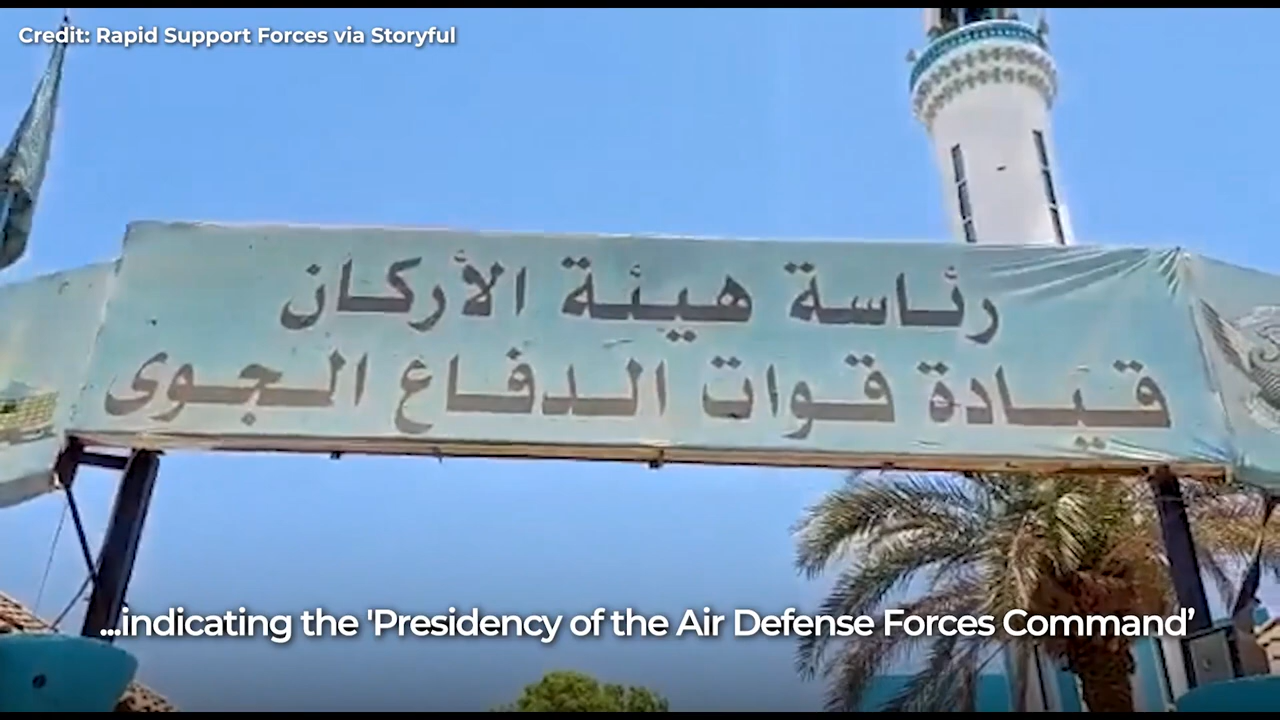 Credit: Rapid Support Forces via Storyful
رئاسة هيئة الأركان
قيادة قوات الدفاع الجوى
...indicating the 'Presidency of the Air Defense Forces Command’